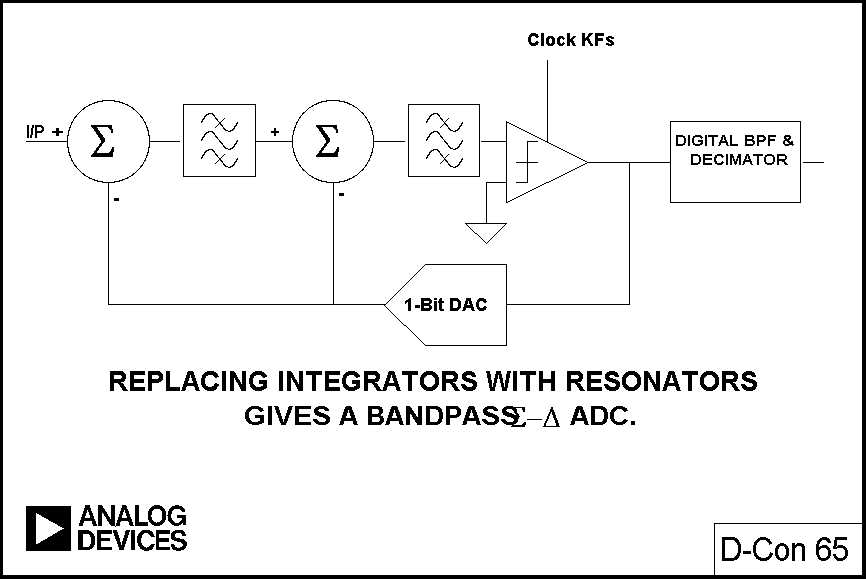 Clock KFs
I/P +
Σ
+
Σ
-
-
DIGITAL BPF &
DECIMATOR
1-Bit DAC
REPLACING INTEGRATORS WITH RESONATORS
GIVES A BANDPASS Σ–Δ ADC.
ANALOG
DEVICES
D-Con 65